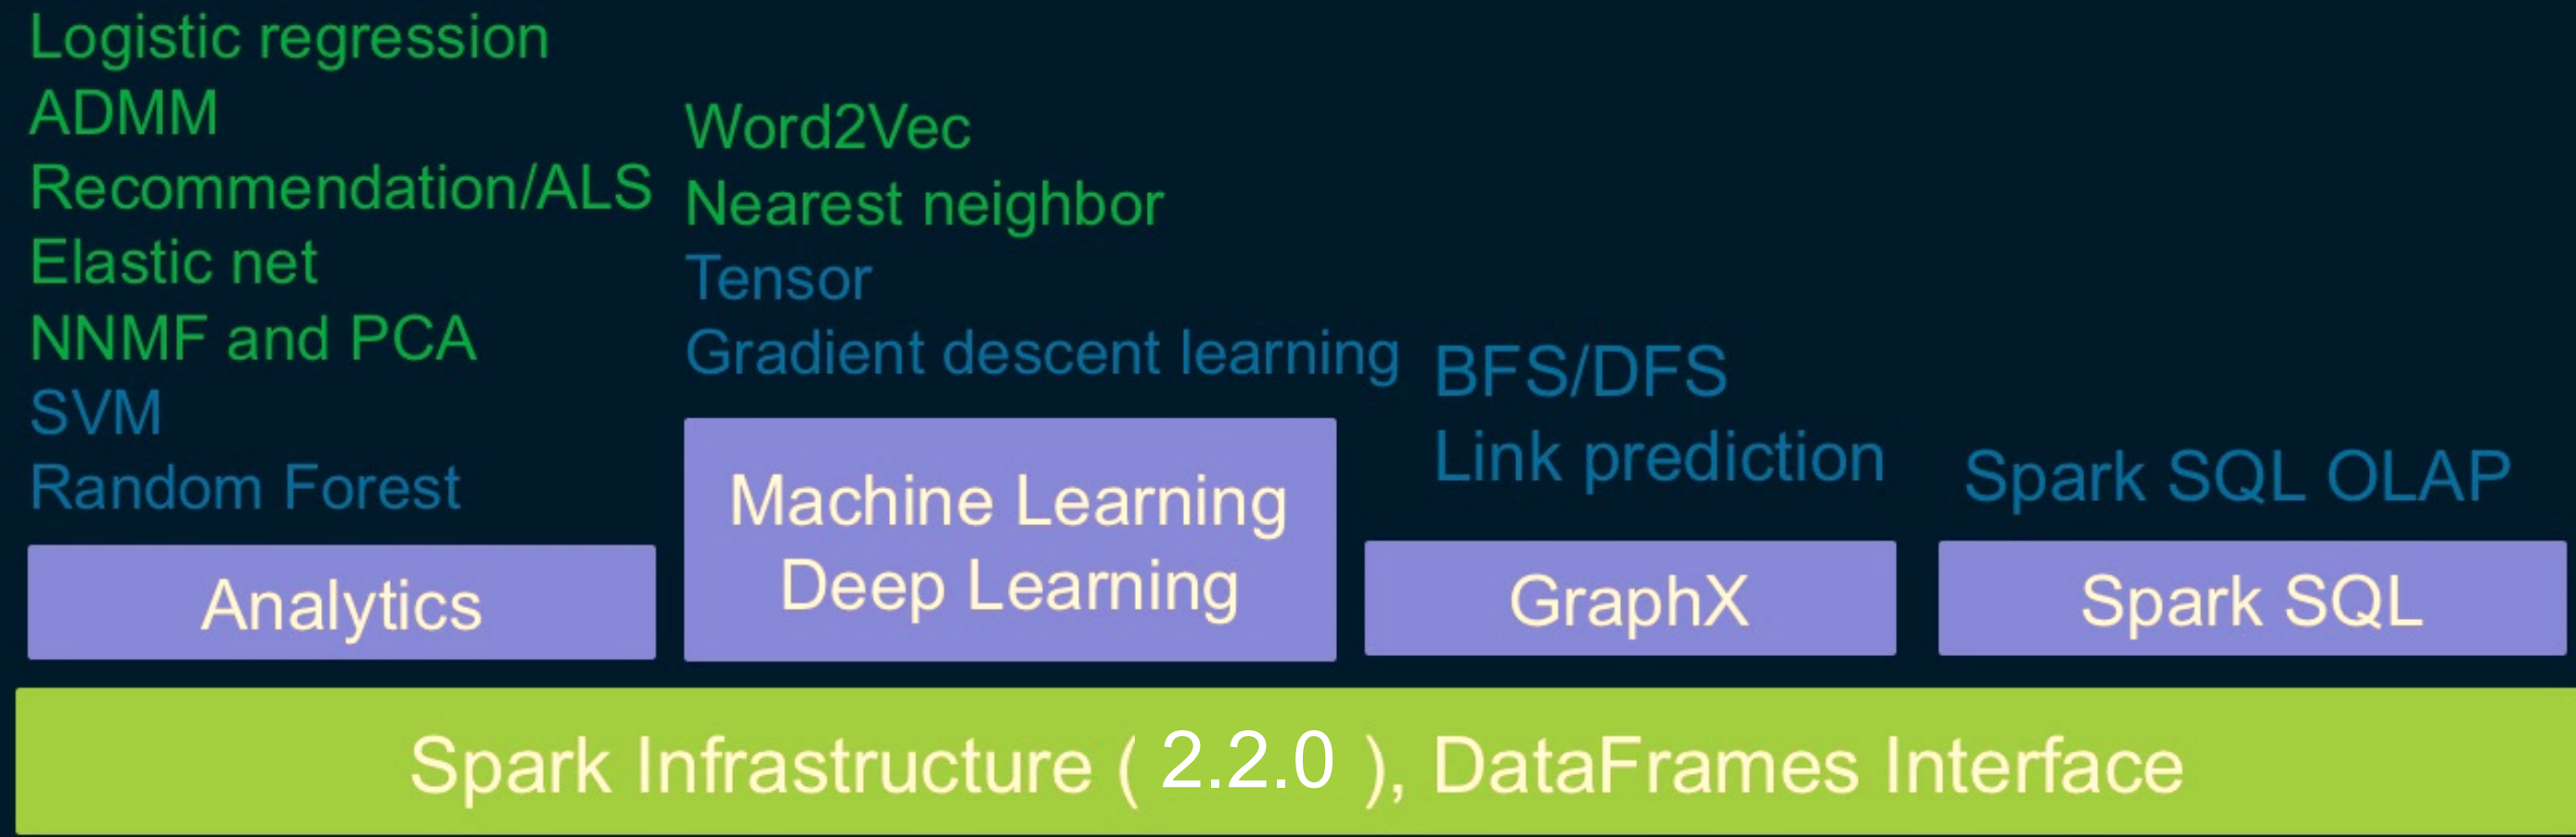 Logistic regression
ADMM
Recommendation/ALS
Elastic net
NNMF and PCA
SVM
Random Forest
Analytics
Word2Vec
Nearest neighbor
Tensor
Gradient descent learning
Machine Learning
Deep Learning
BFS/DFS
Link prediction
GraphX
Spark SQL OLAP
Spark SQL
Spark Infrastructure ( 2.2.0 ), DataFrames Interface